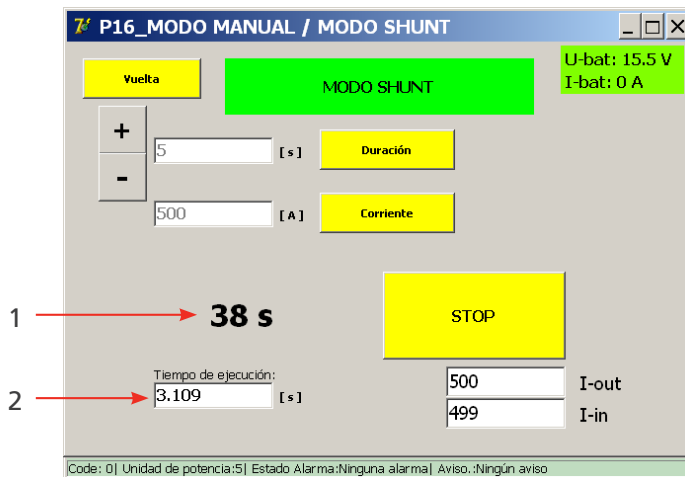 P16_MODO MANUAL / MODO SHUNT
Vuelta
MODO SHUNT
U-bat: 15.5 V
I-bat: 0 A
+
5 [s] Duración
-
500 [A] Corriente
1 38 s STOP
Tiempo de ejecución:
2 3.109 [s]
500 I-out
499 I-in
Code: 0| Unidad de potencia:5| Estado Alarma:Ninguna alarma| Aviso.:Ningún aviso